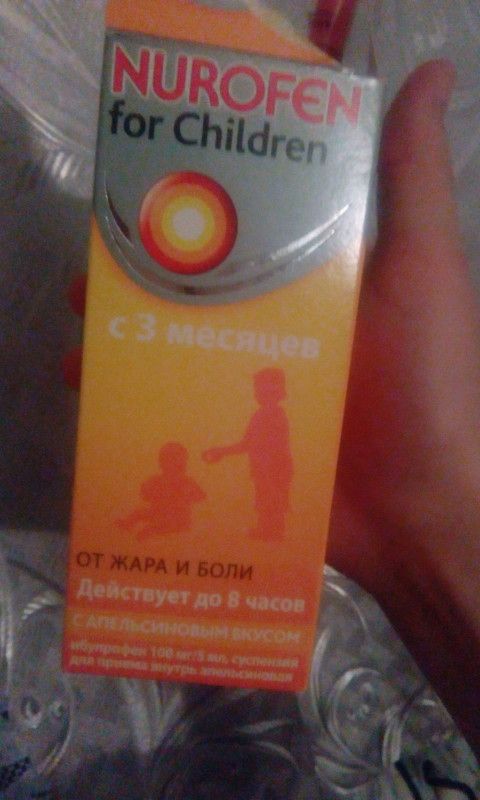 NUROFEN
for Children
с 3 месяцев
ОТ ЖАРА И БОЛИ
Действует до 8 часов
С АПЕЛЬСИНОВЫМ ВКУСОМ
ибупрофен 100 мг/5 мл, суспензия
для приема внутрь апельсиновая